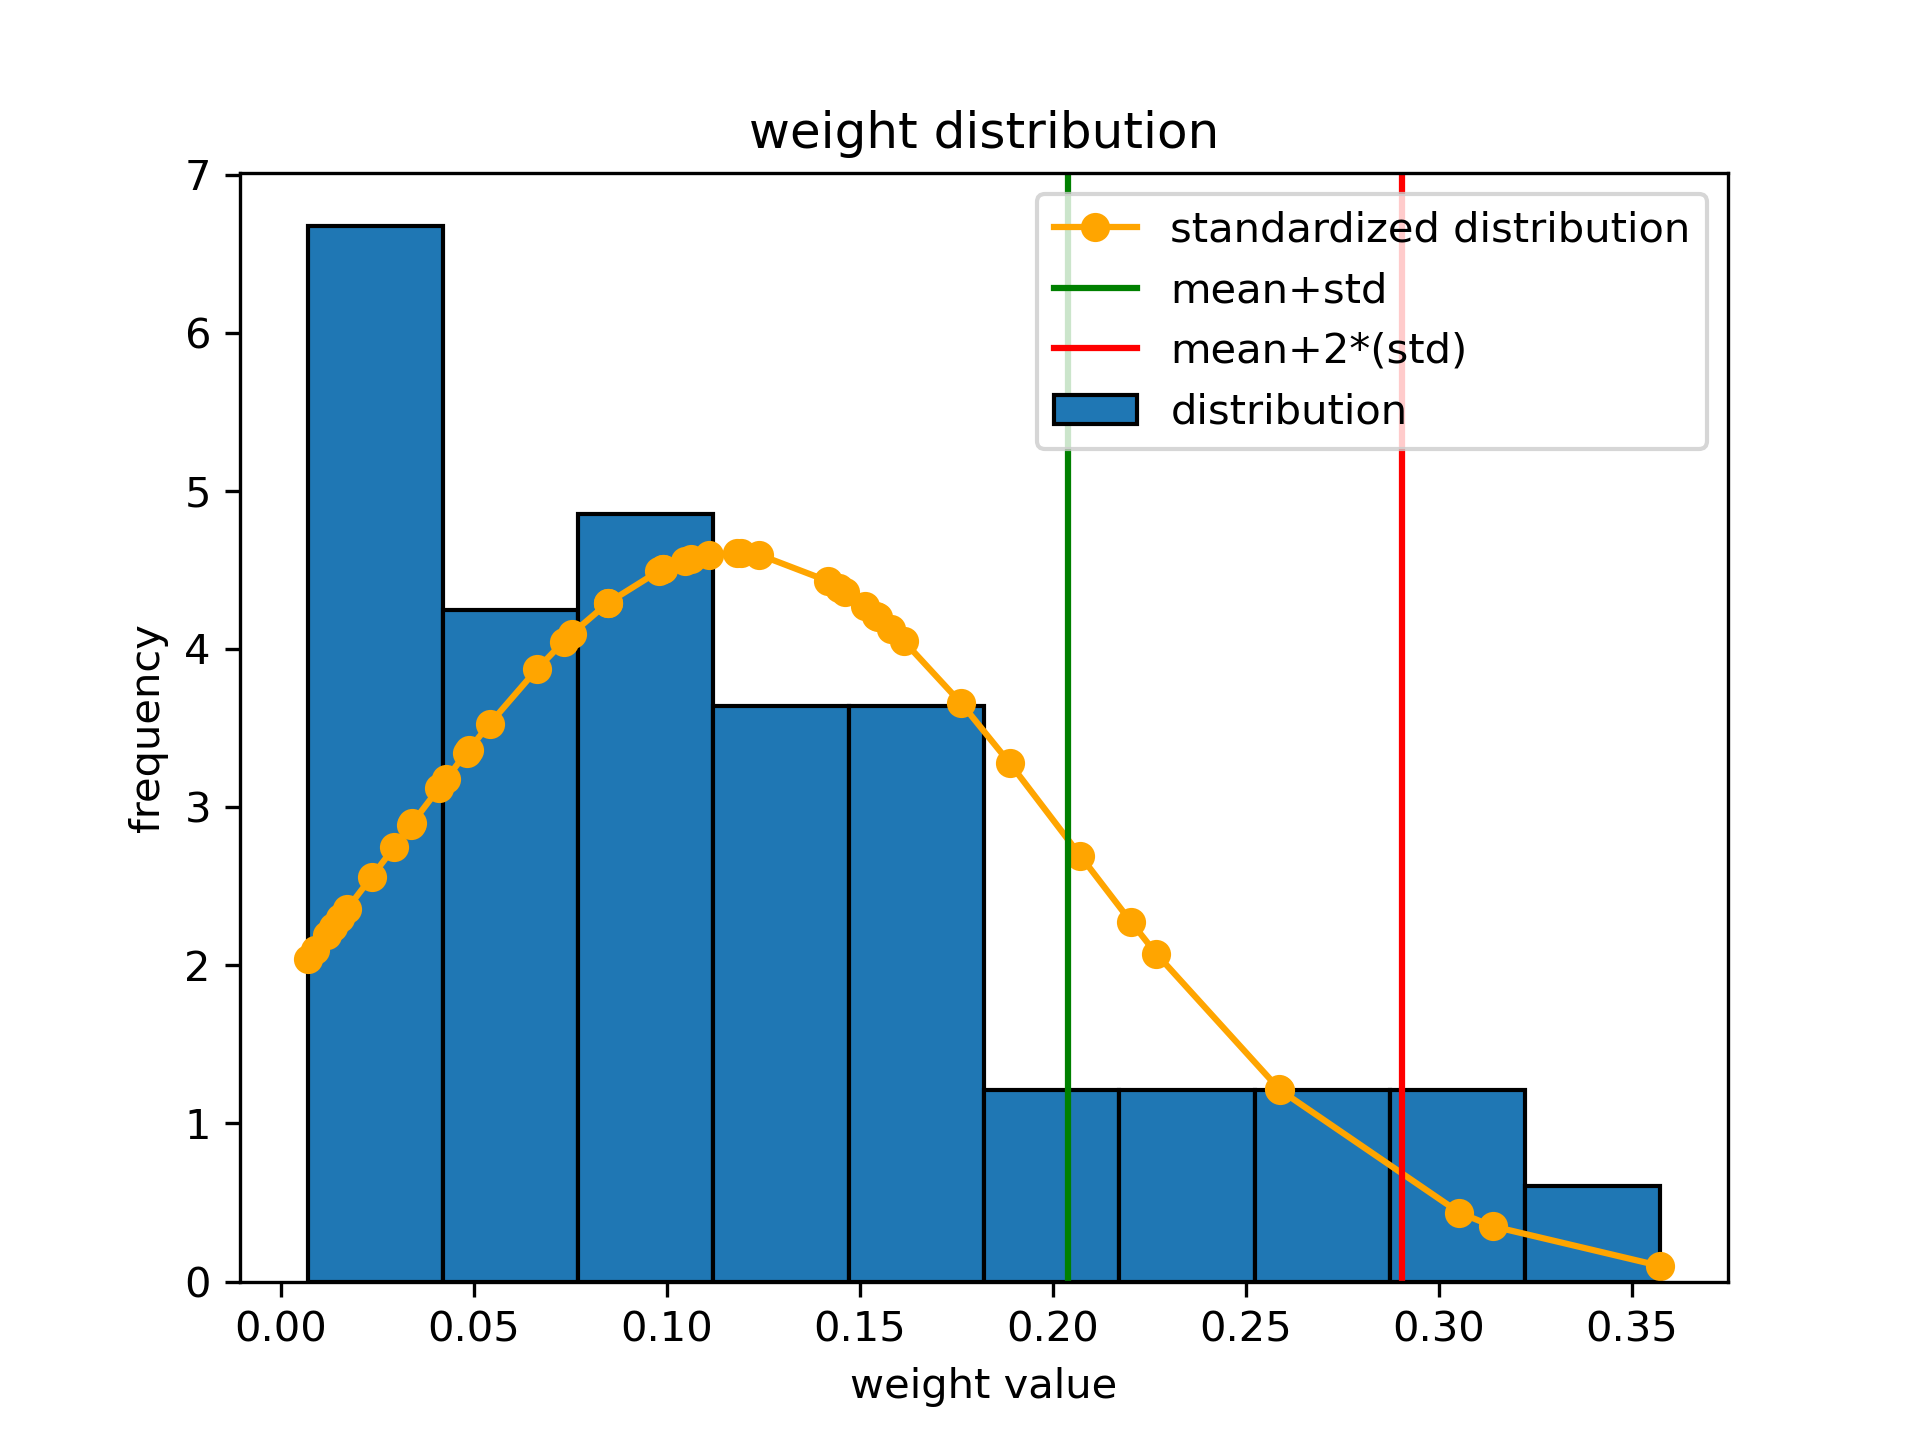 weight distribution
7
6
5
4
3
2
1
0
frequency
standardized distribution
mean+std
mean+2*(std)
distribution
0.00 0.05 0.10 0.15 0.20 0.25 0.30 0.35
weight value